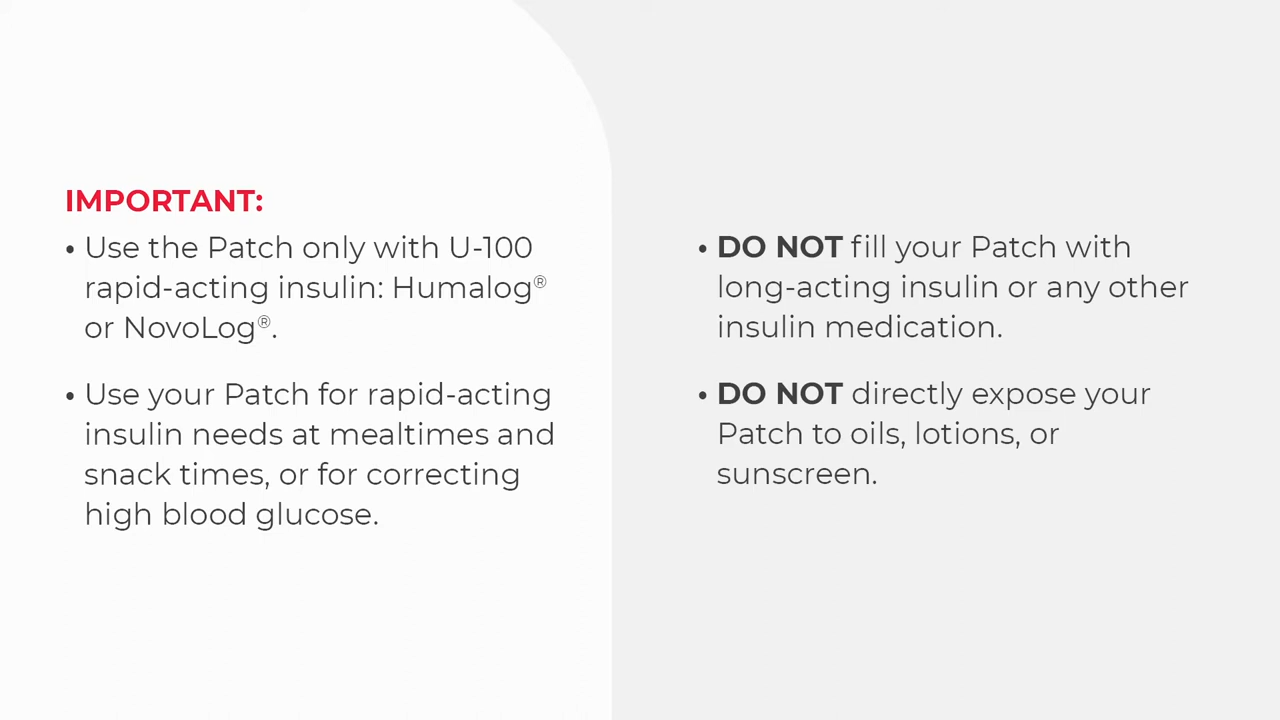 IMPORTANT:
• Use the Patch only with U-100
rapid-acting insulin: Humalog®
or NovoLog®.
• Use your Patch for rapid-acting
insulin needs at mealtimes and
snack times, or for correcting
high blood glucose.
• DO NOT fill your Patch with
long-acting insulin or any other
insulin medication.
• DO NOT directly expose your
Patch to oils, lotions, or
sunscreen.